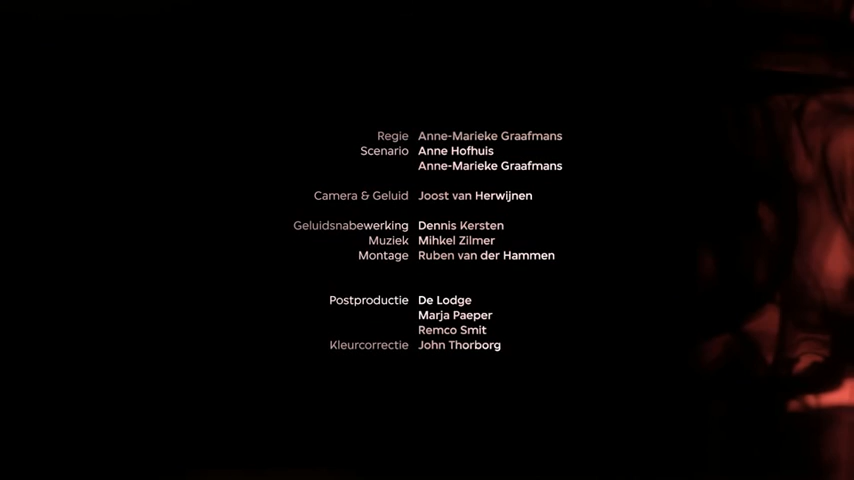 Regie Anne-Marieke Graafmans
Scenario Anne Hofhuis
Anne-Marieke Graafmans
Camera & Geluid Joost van Herwijnen
Geluidsnabewerking Dennis Kersten
Muziek Mihkel Zilmer
Montage Ruben van der Hammen
Postproductie De Lodge
Marja Paeper
Remco Smit
Kleurcorrectie John Thorborg